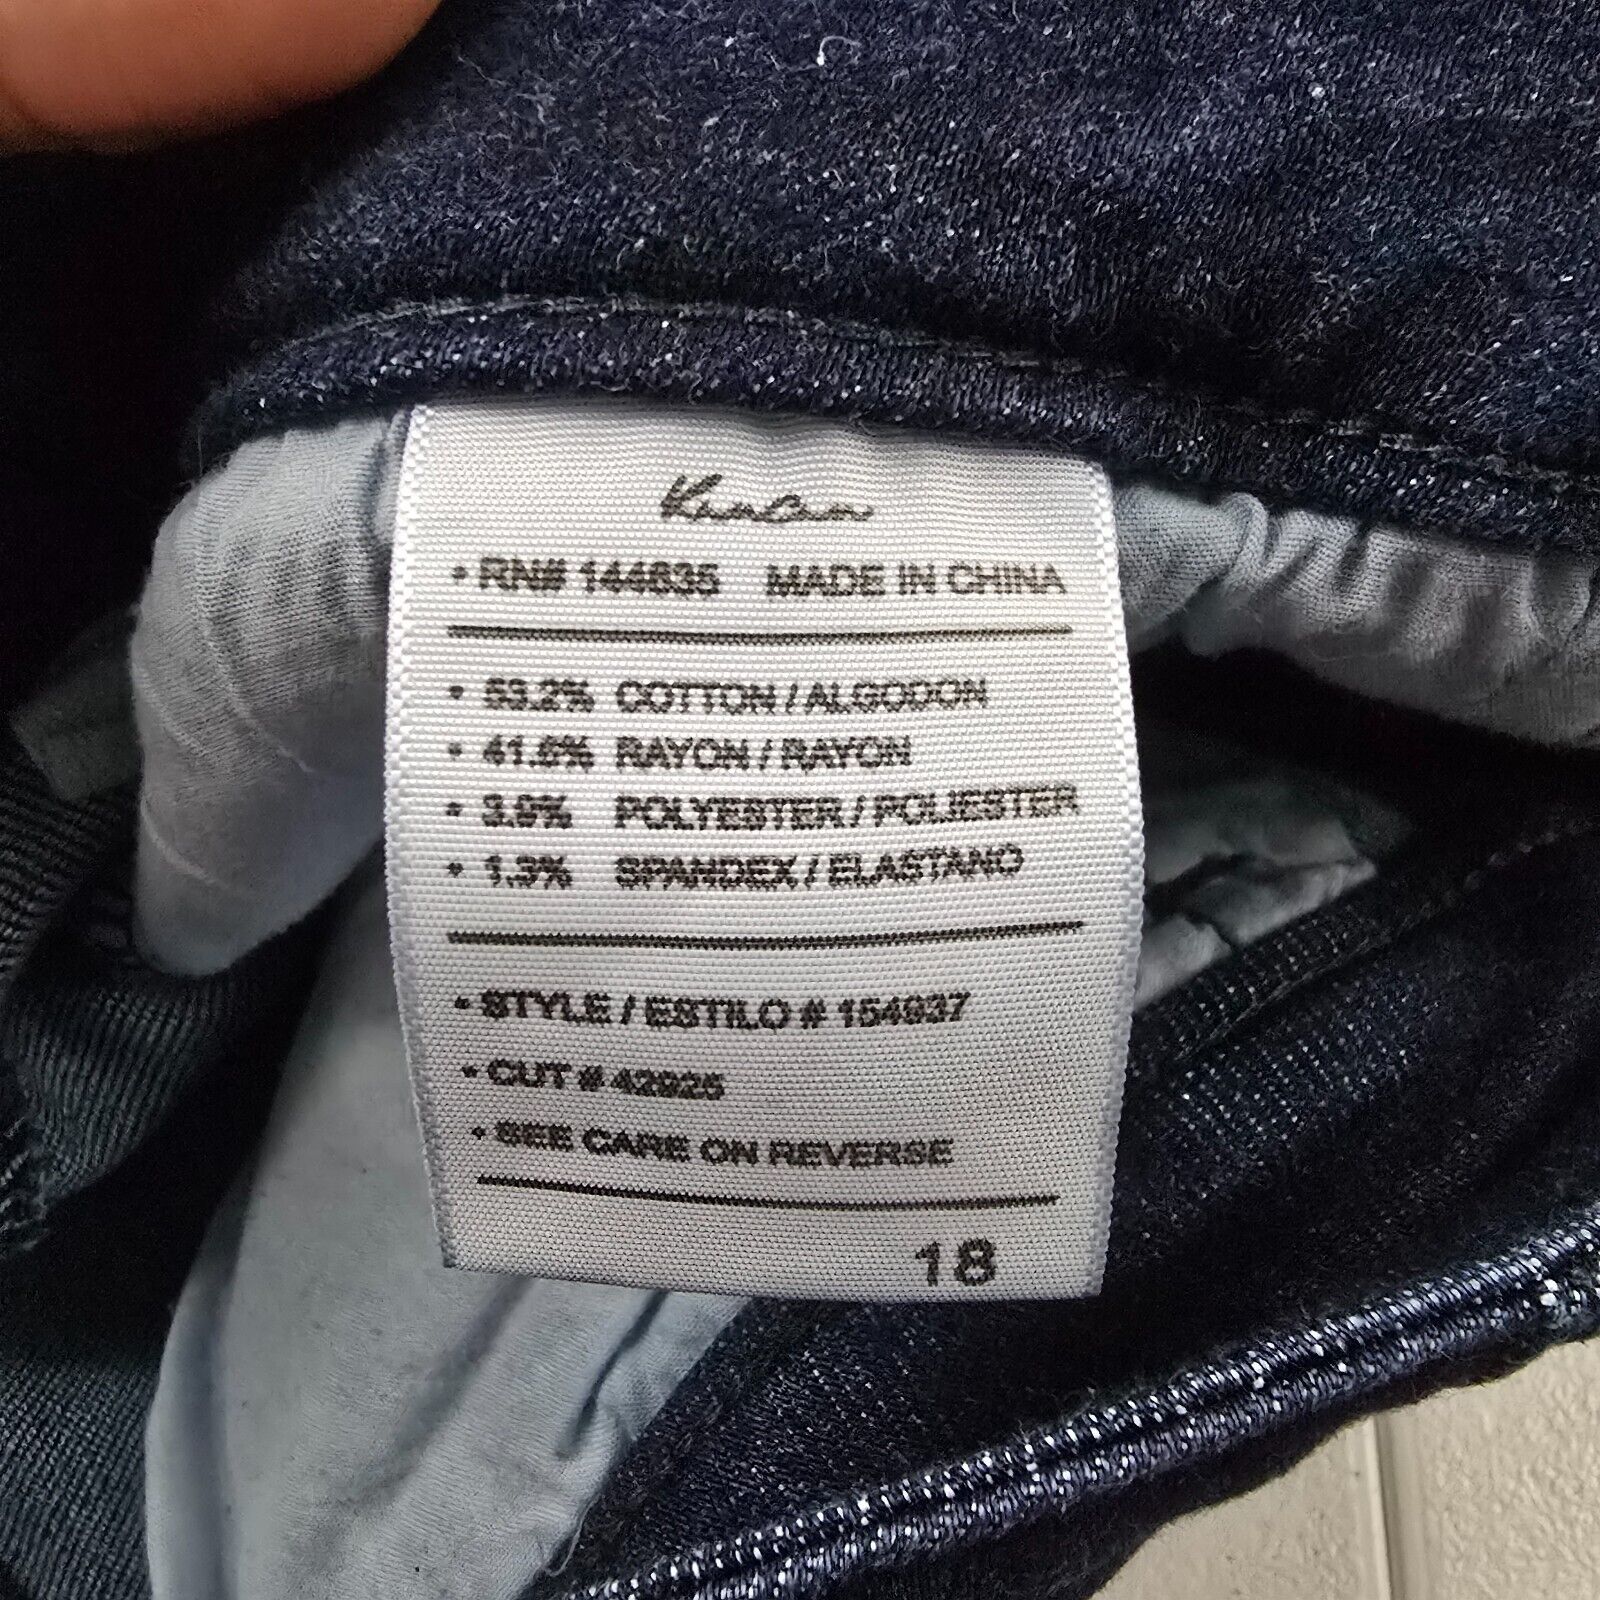 • RN# 144635 MADE IN CHINA
• 53.2% COTTON / ALGODON
• 41.6% RAYON / RAYON
• 3.9% POLYESTER / POLIESTER
• 1.3% SPANDEX / ELASTANO
• STYLE / ESTILO # 154937
• CUT # 42925
• SEE CARE ON REVERSE
18